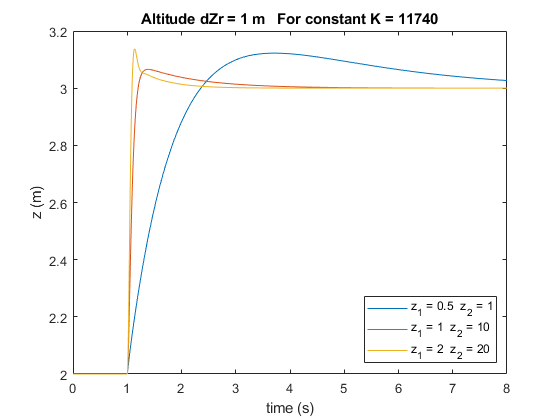 Altitude dZr = 1 m   For constant K = 11740
3.2
3
2.8
2.6
2.4
2.2
2
z (m)
0 1 2 3 4 5 6 7 8
time (s)
z₁ = 0.5 z₂ = 1
z₁ = 1 z₂ = 10
z₁ = 2 z₂ = 20